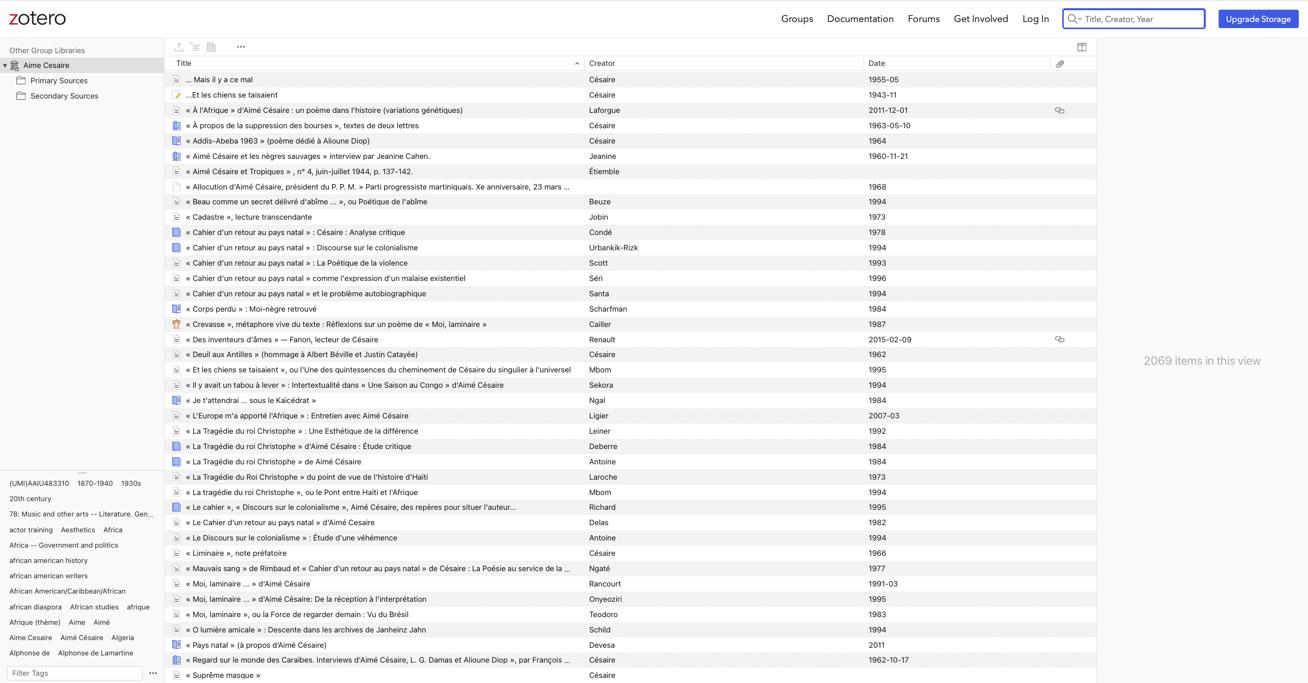 zotero
Groups Documentation Forums Get Involved Log In Title, Creator, Year Upgrade Storage
Other Group Libraries
Aime Cesaire
Primary Sources
Secondary Sources
Title Creator Date
... Mais il y a ce mal Césaire 1955-05
...Et les chiens se taisaient Césaire 1943-11
« À l'Afrique » d'Aimé Césaire : un poème dans l'histoire (variations génétiques) Laforgue 2011-12-01
« À propos de la suppression des bourses », textes de deux lettres Césaire 1963-05-10
« Addis-Abeba 1963 » (poème dédié à Alioune Diop) Césaire 1964
« Aimé Césaire et les nègres sauvages » interview par Jeanine Cahen. Jeanine 1960-11-21
« Aimé Césaire et Tropiques » , n° 4, juin-juillet 1944, p. 137-142. Étiemble
« Allocution d'Aimé Césaire, président du P. P. M. » Parti progressiste martiniquais. Xe anniversaire, 23 mars ... 1968
« Beau comme un secret délivré d'abîme ... », ou Poétique de l'abîme Beuze 1994
« Cadastre », lecture transcendante Jobin 1973
« Cahier d'un retour au pays natal » : Césaire : Analyse critique Condé 1978
« Cahier d'un retour au pays natal » : Discourse sur le colonialisme Urbankik-Rizk 1994
« Cahier d'un retour au pays natal » : La Poétique de la violence Scott 1993
« Cahier d'un retour au pays natal » comme l'expression d'un malaise existentiel Séri 1996
« Cahier d'un retour au pays natal » et le problème autobiographique Santa 1994
« Corps perdu » : Moi-nègre retrouvé Scharfman 1984
« Crevasse », métaphore vive du texte : Réflexions sur un poème de « Moi, laminaire » Cailler 1987
« Des inventeurs d'âmes » — Fanon, lecteur de Césaire Renault 2015-02-09
« Deuil aux Antilles » (hommage à Albert Béville et Justin Catayée) Césaire 1962
« Et les chiens se taisaient », ou l'Une des quintessences du cheminement de Césaire du singulier à l'universel Mbom 1995
« Il y avait un tabou à lever » : Intertextualité dans « Une Saison au Congo » d'Aimé Césaire Sekora 1994
« Je t'attendrai ... sous le Kaïcédrat » Ngal 1984
« L'Europe m'a apporté l'Afrique » : Entretien avec Aimé Césaire Ligier 2007-03
« La Tragédie du roi Christophe » : Une Esthétique de la différence Leiner 1992
« La Tragédie du roi Christophe » d'Aimé Césaire : Étude critique Deberre 1984
« La Tragédie du roi Christophe » de Aimé Césaire Antoine 1984
« La Tragédie du Roi Christophe » du point de vue de l'histoire d'Haïti Laroche 1973
« La tragédie du roi Christophe », ou le Pont entre Haïti et l'Afrique Mbom 1994
« Le cahier », « Discours sur le colonialisme », Aimé Césaire, des repères pour situer l'auteur... Richard 1995
« Le Cahier d'un retour au pays natal » d'Aimé Cesaire Delas 1982
« Le Discours sur le colonialisme » : Étude d'une véhémence Antoine 1994
« Liminaire », note préfatoire Césaire 1966
« Mauvais sang » de Rimbaud et « Cahier d'un retour au pays natal » de Césaire : La Poésie au service de la ... Ngaté 1977
« Moi, laminaire ... » d'Aimé Césaire Rancourt 1991-03
« Moi, laminaire ... » d'Aimé Césaire: De la réception à l'interprétation Onyeoziri 1995
« Moi, laminaire », ou la Force de regarder demain : Vu du Brésil Teodoro 1983
« O lumière amicale » : Descente dans les archives de Janheinz Jahn Schild 1994
« Pays natal » (à propos d'Aimé Césaire) Devesa 2011
« Regard sur le monde des Caraïbes. Interviews d'Aimé Césaire, L. G. Damas et Alioune Diop », par François ... Césaire 1962-10-17
« Suprême masque » Césaire
2069 items in this view
(UMI)AAIU483310 1870-1940 1930s
20th century
78: Music and other arts -- Literature. Gen...
actor training Aesthetics Africa
Africa -- Government and politics
african american history
african american writers
African American/Caribbean/African
african diaspora African studies afrique
Afrique (thème) Aime Aimé
Aime Cesaire Aimé Césaire Algeria
Alphonse de Alphonse de Lamartine
Filter Tags